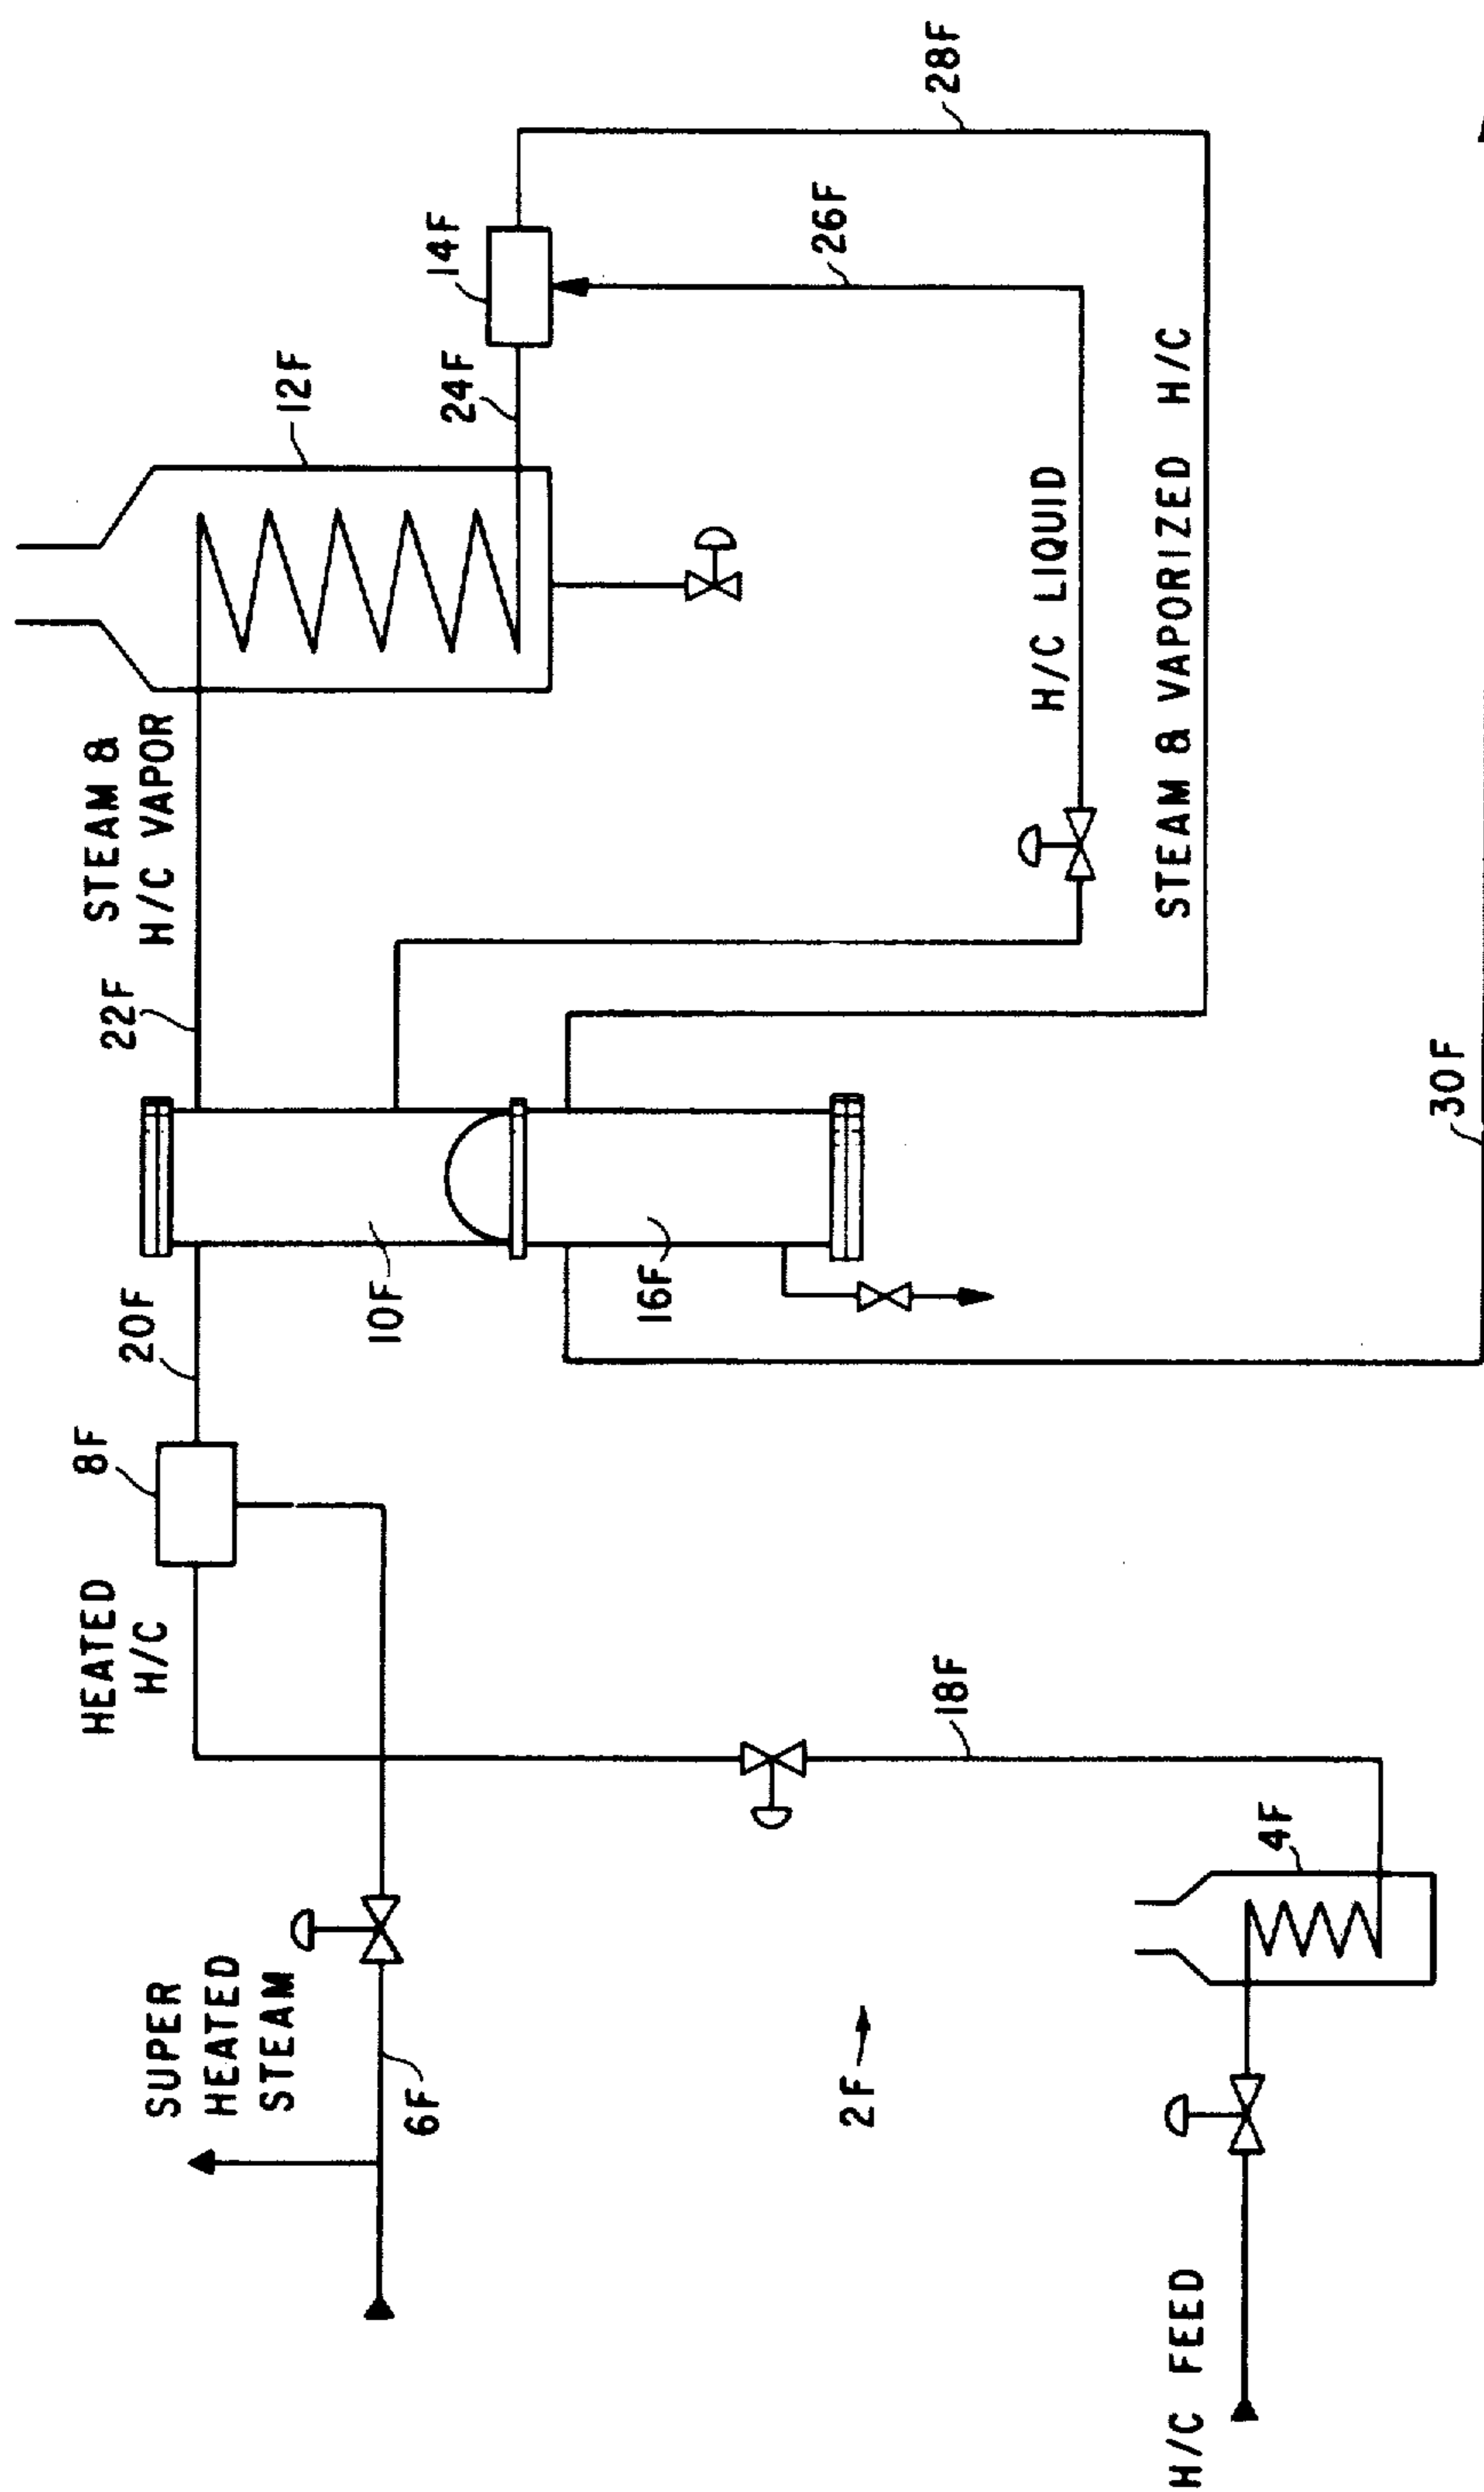 H/C FEED
4F
18F
2F
SUPER
HEATED
STEAM
6F
HEATED
H/C
8F
20F
10F
16F
22F
STEAM &
H/C VAPOR
12F
24F
14F
26F
28F
H/C LIQUID
STEAM & VAPORIZED H/C
30F